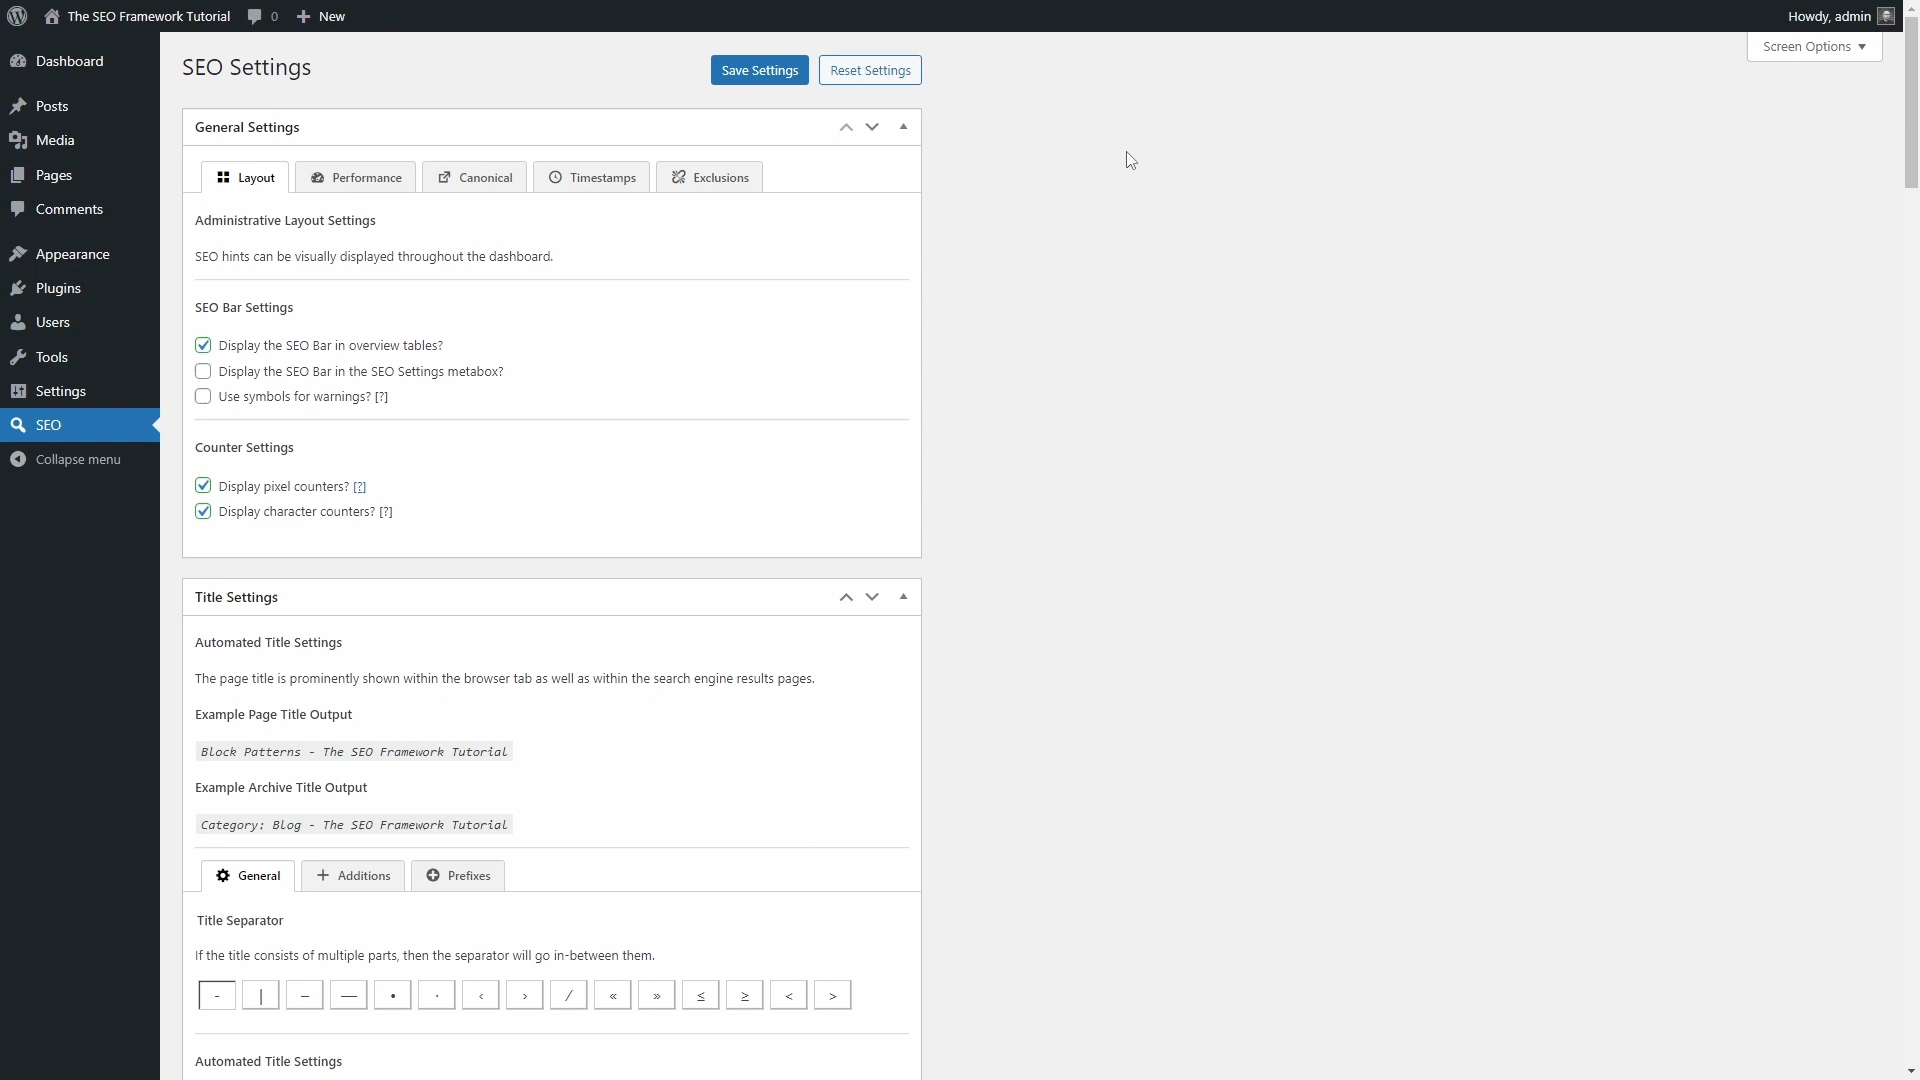 The SEO Framework Tutorial
0
New
Howdy, admin
Screen Options
Dashboard
Posts
Media
Pages
Comments
Appearance
Plugins
Users
Tools
Settings
SEO
Collapse menu
SEO Settings
Save Settings
Reset Settings
General Settings
Layout
Performance
Canonical
Timestamps
Exclusions
Administrative Layout Settings
SEO hints can be visually displayed throughout the dashboard.
SEO Bar Settings
Display the SEO Bar in overview tables?
Display the SEO Bar in the SEO Settings metabox?
Use symbols for warnings? [?]
Counter Settings
Display pixel counters? [?]
Display character counters? [?]
Title Settings
Automated Title Settings
The page title is prominently shown within the browser tab as well as within the search engine results pages.
Example Page Title Output
Block Patterns - The SEO Framework Tutorial
Example Archive Title Output
Category: Blog - The SEO Framework Tutorial
General
Additions
Prefixes
Title Separator
If the title consists of multiple parts, then the separator will go in-between them.
- | – — • · ‹ › / « » ≤ ≥ < >
Automated Title Settings